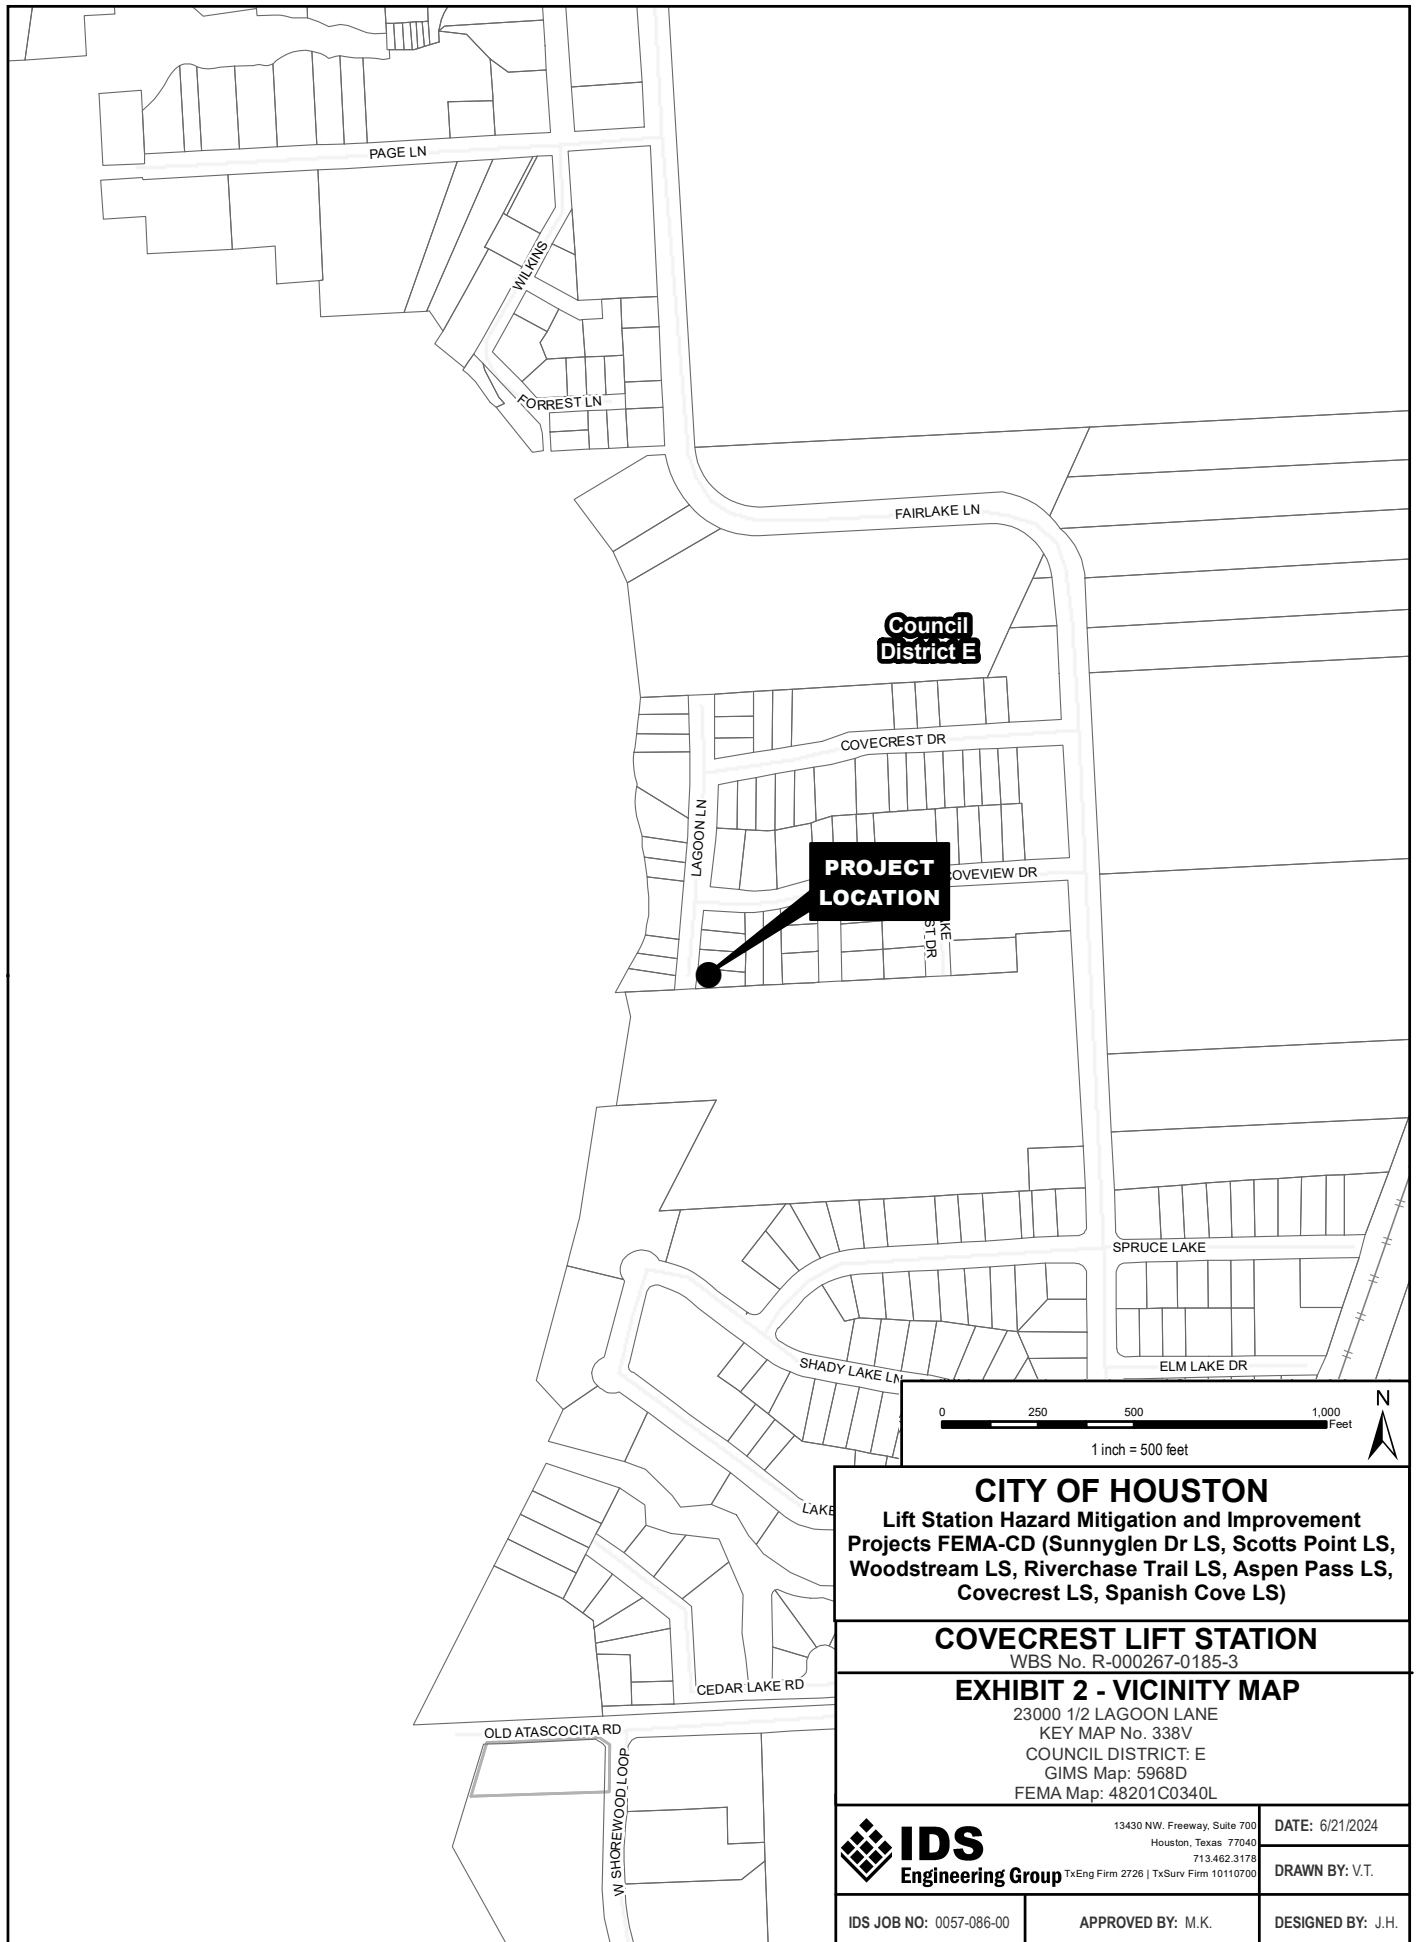 PAGE LN
WILKINS
FORREST LN
FAIRLAKE LN
Council
District E
COVECREST DR
LAGOON LN
PROJECT
LOCATION
OVEVIEW DR
KE
ST DR
SPRUCE LAKE
SHADY LAKE LN
ELM LAKE DR
LAKE
CEDAR LAKE RD
OLD ATASCOCITA RD
W SHOREWOOD LOOP
0 250 500 1,000
Feet
N
1 inch = 500 feet
CITY OF HOUSTON
Lift Station Hazard Mitigation and Improvement
Projects FEMA-CD (Sunnyglen Dr LS, Scotts Point LS,
Woodstream LS, Riverchase Trail LS, Aspen Pass LS,
Covecrest LS, Spanish Cove LS)
COVECREST LIFT STATION
WBS No. R-000267-0185-3
EXHIBIT 2 - VICINITY MAP
23000 1/2 LAGOON LANE
KEY MAP No. 338V
COUNCIL DISTRICT: E
GIMS Map: 5968D
FEMA Map: 48201C0340L
IDS
Engineering Group
13430 NW. Freeway, Suite 700
Houston, Texas 77040
713.462.3178
TxEng Firm 2726 | TxSurv Firm 10110700
DATE: 6/21/2024
DRAWN BY: V.T.
IDS JOB NO: 0057-086-00
APPROVED BY: M.K.
DESIGNED BY: J.H.